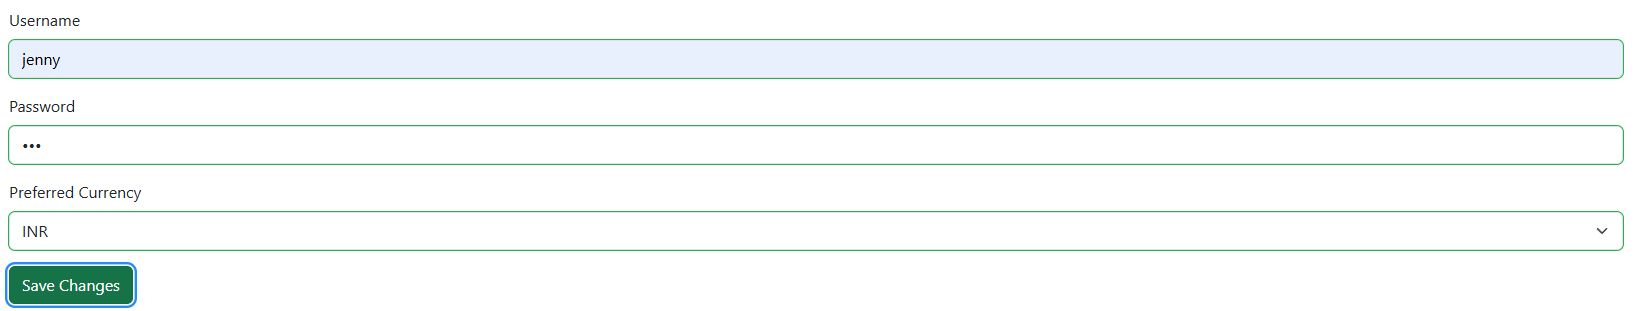 Username
jenny
Password
•••
Preferred Currency
INR
Save Changes